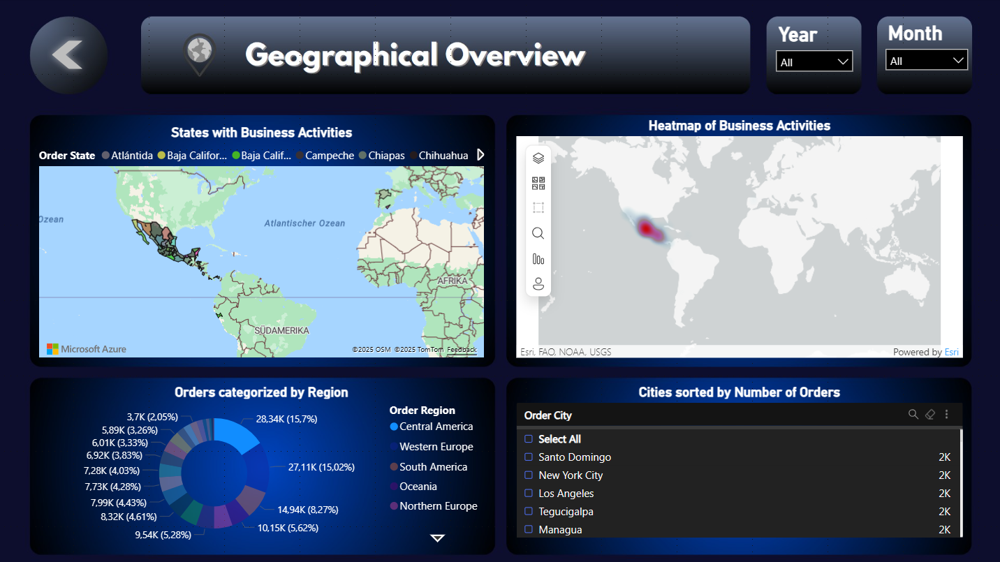 Geographical Overview
Year
All
Month
All
States with Business Activities
Order State Atlántida Baja Califor... Baja Calif... Campeche Chiapas Chihuahua
Ozean
Atlantischer Ozean
AFRIKA
SÜDAMERIKA
Microsoft Azure
©2025 OSM ©2025 TomTom Feedback
Heatmap of Business Activities
Esri, FAO, NOAA, USGS
Powered by Esri
Orders categorized by Region
3,7K (2,05%)
5,89K (3,26%)
6,01K (3,33%)
6,92K (3,83%)
7,28K (4,03%)
7,73K (4,28%)
7,99K (4,43%)
8,32K (4,61%)
9,54K (5,28%)
28,34K (15,7%)
27,11K (15,02%)
14,94K (8,27%)
10,15K (5,62%)
Order Region
Central America
Western Europe
South America
Oceania
Northern Europe
Cities sorted by Number of Orders
Order City
Select All
Santo Domingo 2K
New York City 2K
Los Angeles 2K
Tegucigalpa 2K
Managua 2K